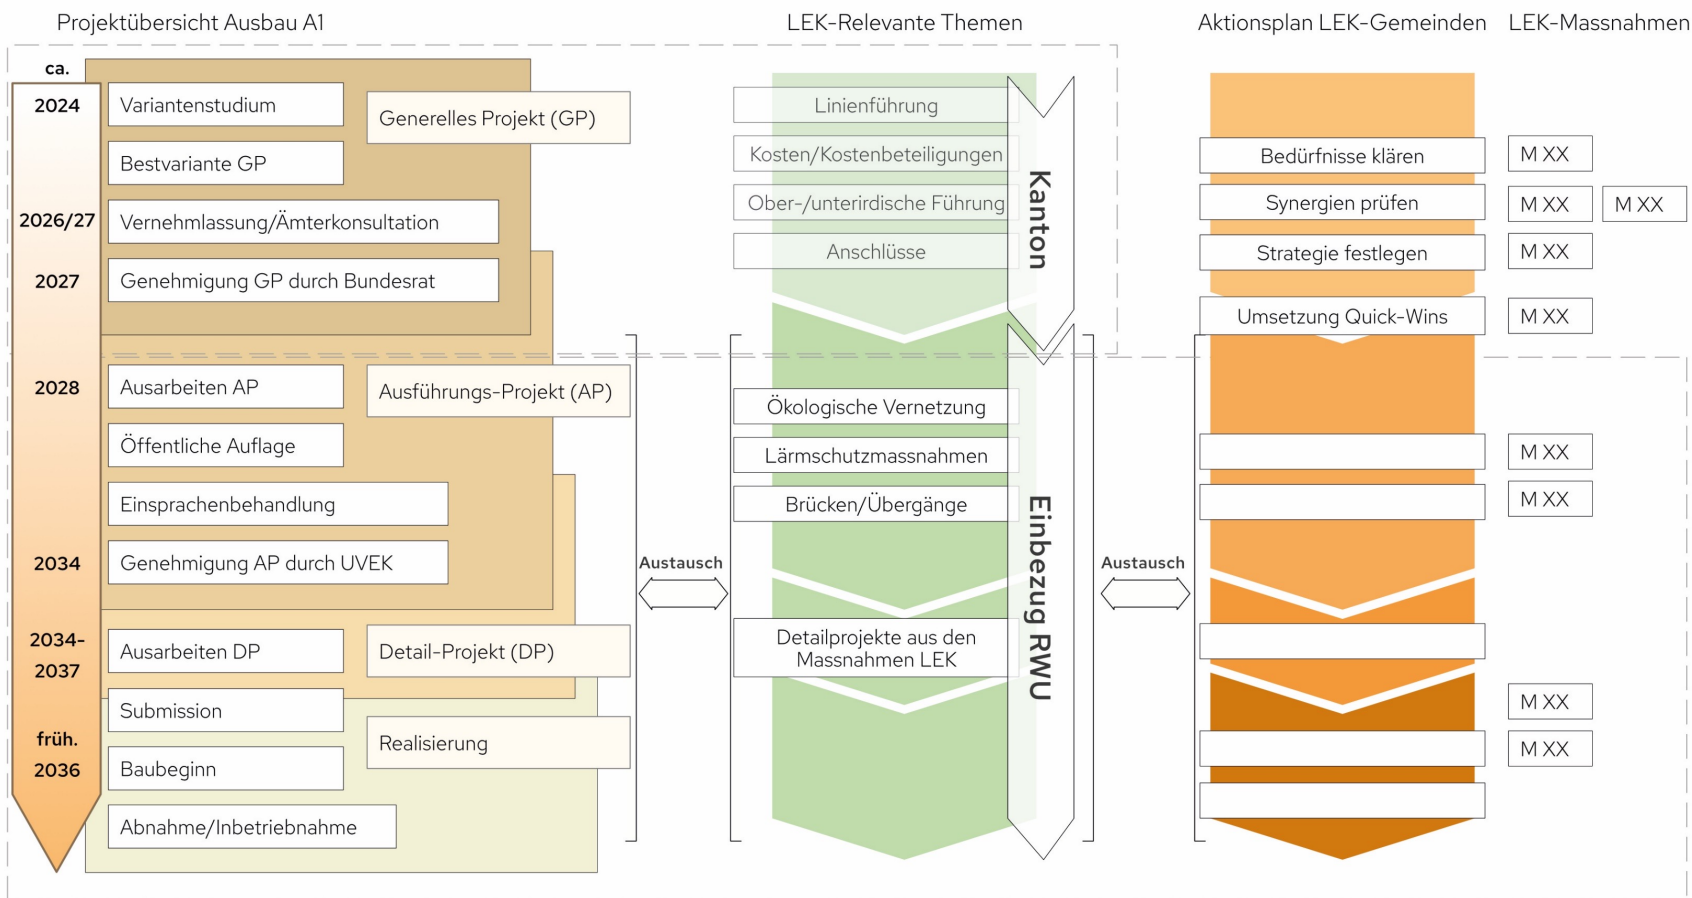 Projektübersicht Ausbau A1
LEK-Relevante Themen
Aktionsplan LEK-Gemeinden
LEK-Massnahmen
ca.
2024
Variantenstudium
Generelles Projekt (GP)
Bestvariante GP
2026/27
Vernehmlassung/Ämterkonsultation
2027
Genehmigung GP durch Bundesrat
2028
Ausarbeiten AP
Ausführungs-Projekt (AP)
Öffentliche Auflage
Einsprachenbehandlung
2034
Genehmigung AP durch UVEK
2034-
2037
Ausarbeiten DP
Detail-Projekt (DP)
Submission
früh.
2036
Realisierung
Baubeginn
Abnahme/Inbetriebnahme
Austausch
Linienführung
Kosten/Kostenbeteiligungen
Ober-/unterirdische Führung
Anschlüsse
Kanton
Ökologische Vernetzung
Lärmschutzmassnahmen
Brücken/Übergänge
Detailprojekte aus den
Massnahmen LEK
Einbezug RWU
Austausch
Bedürfnisse klären
M XX
Synergien prüfen
M XX
M XX
Strategie festlegen
M XX
Umsetzung Quick-Wins
M XX
M XX
M XX
M XX
M XX